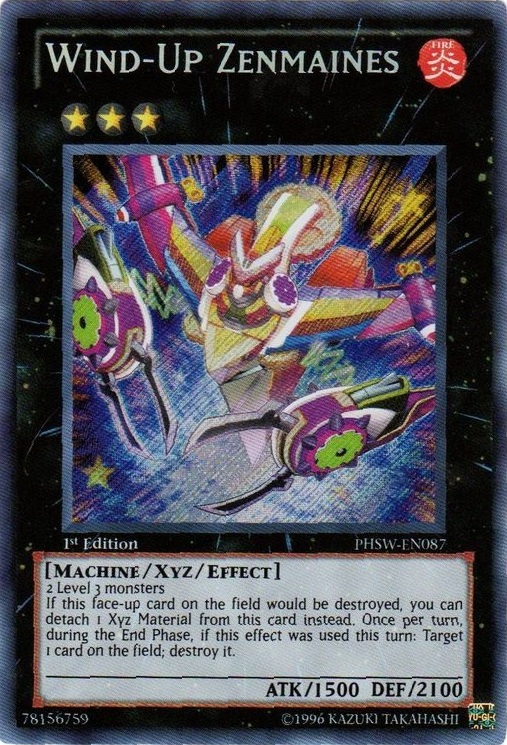 WIND-UP ZENMAINES
FIRE
炎
1st Edition
PHSW-EN087
[MACHINE/XYZ/EFFECT]
2 Level 3 monsters
If this face-up card on the field would be destroyed, you can
detach 1 Xyz Material from this card instead. Once per turn,
during the End Phase, if this effect was used this turn: Target
1 card on the field; destroy it.
ATK/1500 DEF/2100
78156759
©1996 KAZUKI TAKAHASHI